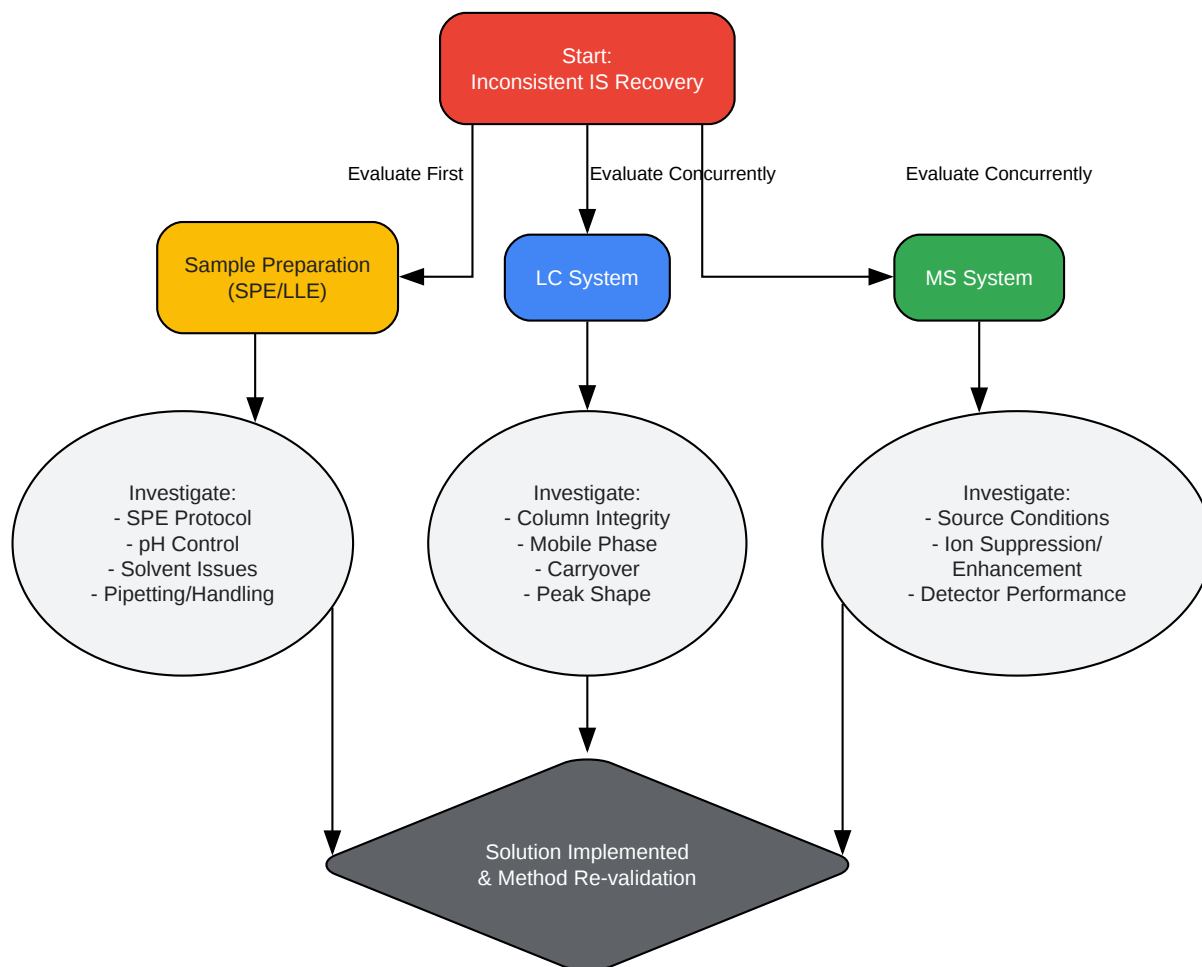 Start:
Inconsistent IS Recovery
Evaluate First
Evaluate Concurrently
Evaluate Concurrently
Sample Preparation
(SPE/LLE)
LC System
MS System
Investigate:
- SPE Protocol
- pH Control
- Solvent Issues
- Pipetting/Handling
Investigate:
- Column Integrity
- Mobile Phase
- Carryover
- Peak Shape
Investigate:
- Source Conditions
- Ion Suppression/
Enhancement
- Detector Performance
Solution Implemented
& Method Re-validation